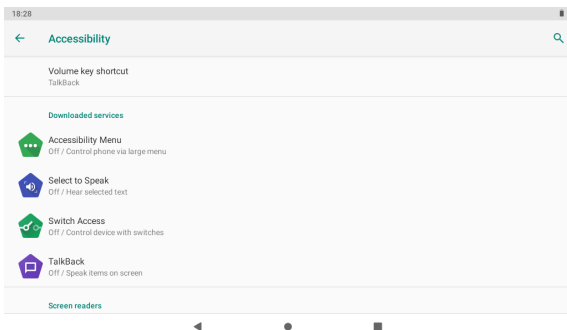 18:28
Accessibility
Volume key shortcut
TalkBack
Downloaded services
Accessibility Menu
Off / Control phone via large menu
Select to Speak
Off / Hear selected text
Switch Access
Off / Control device with switches
TalkBack
Off / Speak items on screen
Screen readers